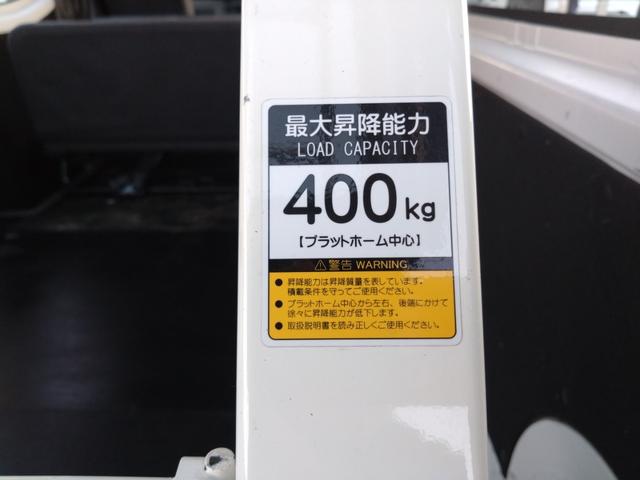 最大昇降能力
LOAD CAPACITY
400kg
【プラットホーム中心】
⚠警告 WARNING
● 昇降能力は昇降質量を表しています。
積載条件を守ってご使用ください。
● プラットホーム中心から左右、後端にかけて
徐々に昇降能力が低下します。
● 取扱説明書を読み正しくご使用ください。